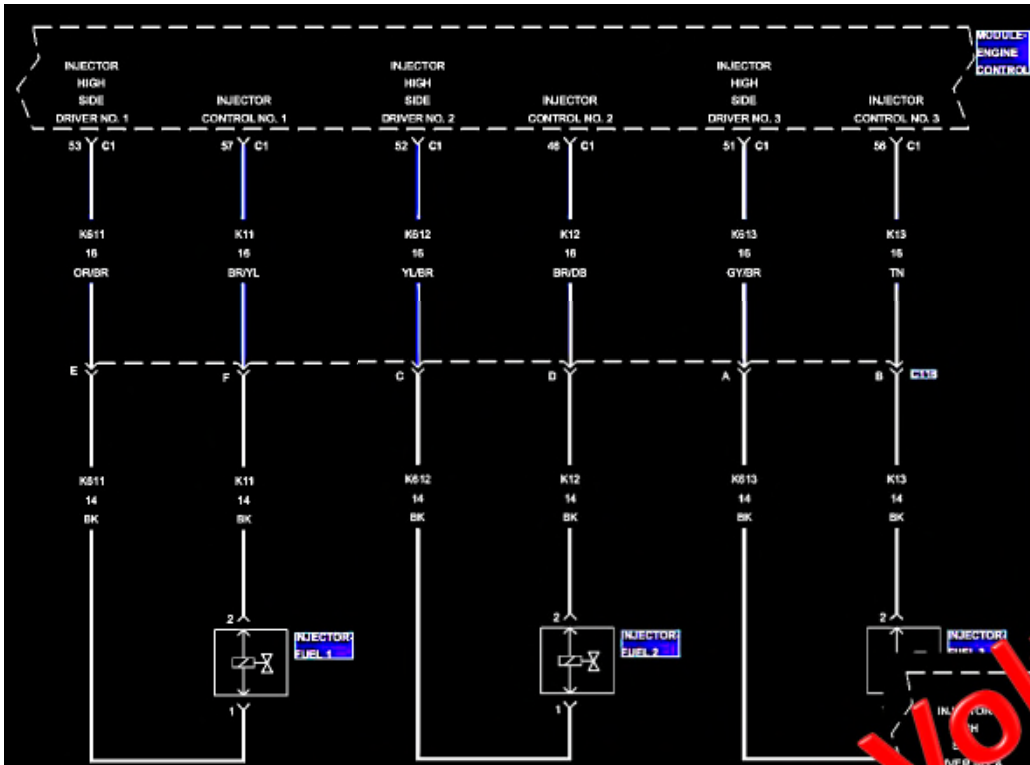 MODULE-
ENGINE
CONTROL
INJECTOR
HIGH
SIDE
DRIVER NO. 1
INJECTOR
CONTROL NO. 1
INJECTOR
HIGH
SIDE
DRIVER NO. 2
INJECTOR
CONTROL NO. 2
INJECTOR
HIGH
SIDE
DRIVER NO. 3
INJECTOR
CONTROL NO. 3
53 C1
57 C1
52 C1
C1
51 C1
C1
K611
16
OR/BR
K11
16
BR/YL
K612
16
YL/BR
K12
16
BR/DB
K613
16
GY/BR
K13
16
TN
E
F
C
D
A
B
K611
14
BK
K11
14
BK
K612
14
BK
K12
14
BK
K613
14
BK
K13
14
BK
2
INJECTOR-
FUEL 1
1
2
INJECTOR-
FUEL 2
1
2
INJECTOR-